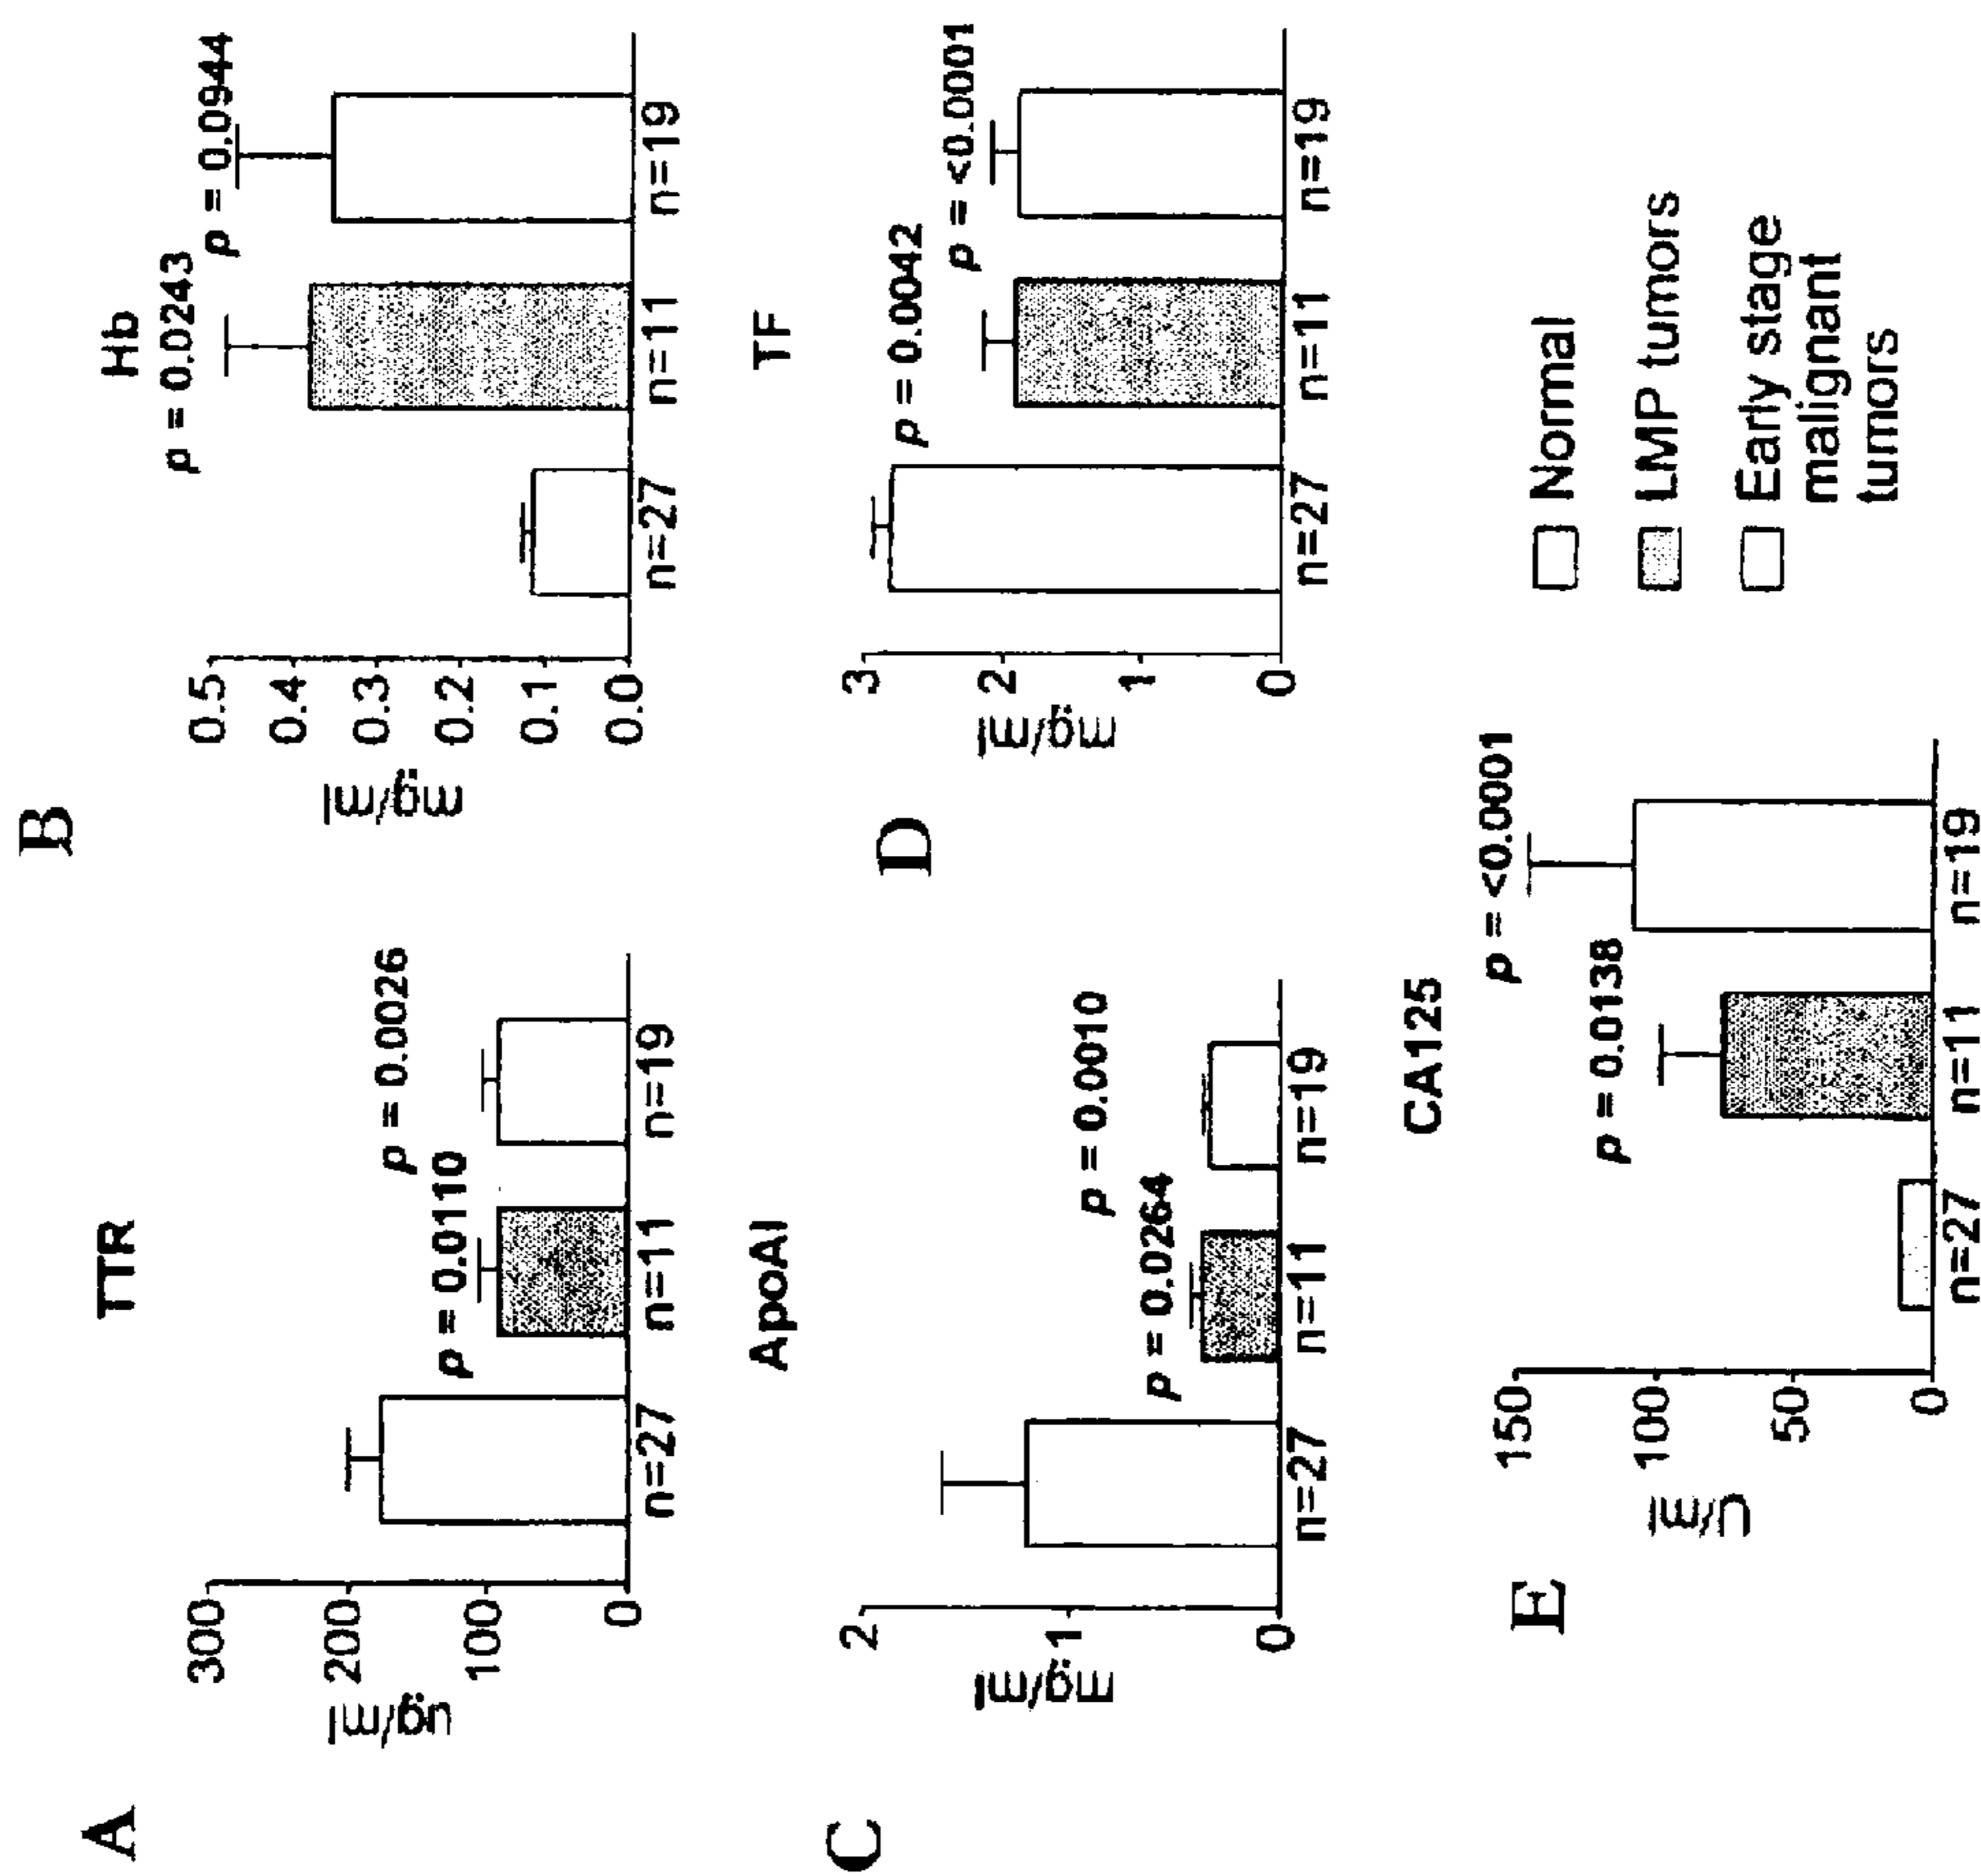 A
TTR
300
200
100
0
ug/ml
p = 0.0110
p = 0.0026
n=27
n=11
n=19
B
Hb
0.5
0.4
0.3
0.2
0.1
0.0
mg/ml
p = 0.0243
p = 0.0944
n=27
n=11
n=19
C
ApoAI
2
1
0
mg/ml
p = 0.0264
p = 0.0010
n=27
n=11
n=19
D
TF
3
2
1
0
mg/ml
p = 0.0042
p = <0.0001
n=27
n=11
n=19
E
CA125
150
100
50
0
U/ml
p = 0.0138
p = <0.0001
n=27
n=11
n=19
Normal
LMP tumors
Early stage
malignant
tumors